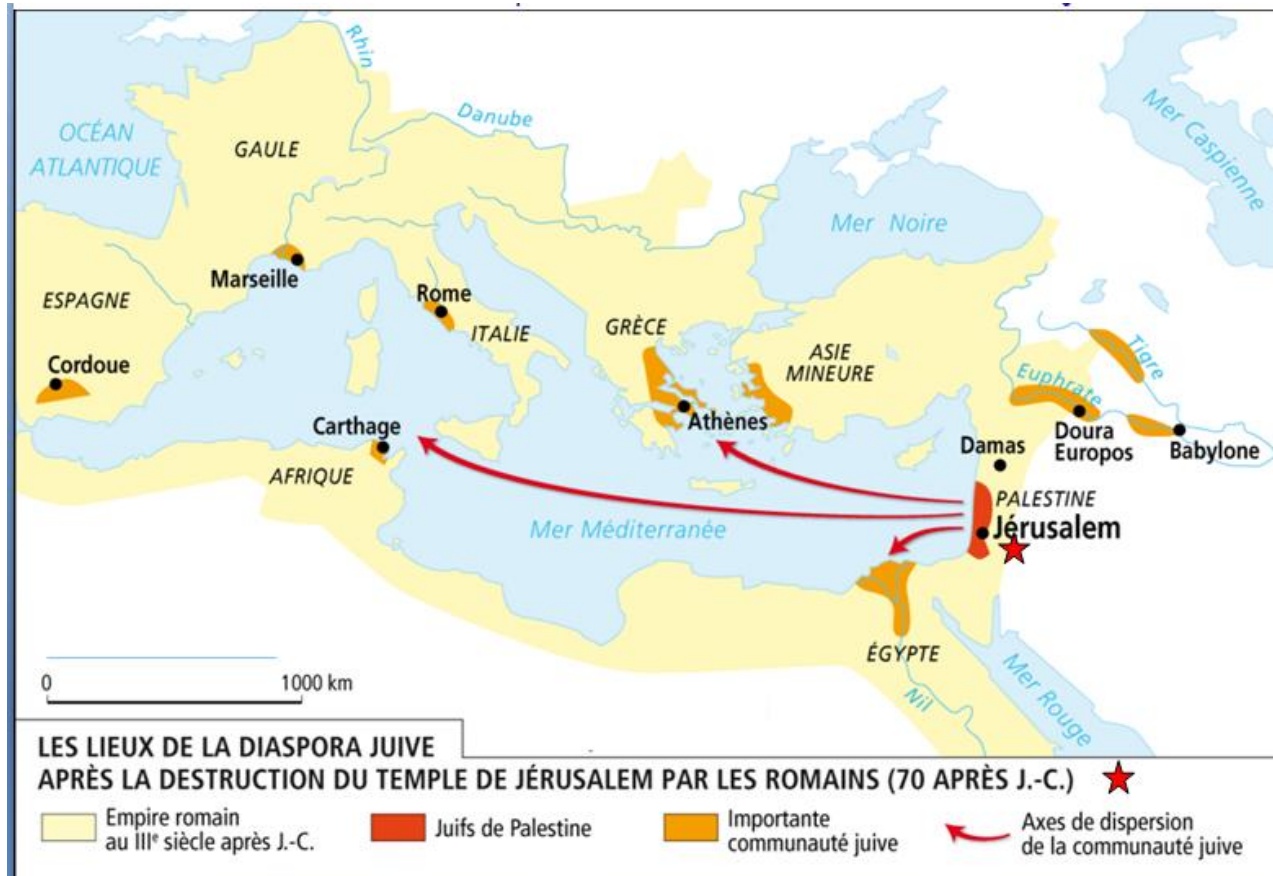 Rhin
Danube
OCÉAN
ATLANTIQUE
GAULE
Mer Caspienne
Mer Noire
Marseille
ESPAGNE
Rome
ITALIE
GRÈCE
ASIE
MINEURE
Tigre
Cordoue
Euphrate
Athènes
Carthage
Doura
Europos
Babylone
Damas
AFRIQUE
PALESTINE
Mer Méditerranée
Jérusalem
ÉGYPTE
Nil
Mer Rouge
0 1000 km
LES LIEUX DE LA DIASPORA JUIVE
APRÈS LA DESTRUCTION DU TEMPLE DE JÉRUSALEM PAR LES ROMAINS (70 APRÈS J.-C.)
Empire romain
au IIIe siècle après J.-C.
Juifs de Palestine
Importante
communauté juive
Axes de dispersion
de la communauté juive